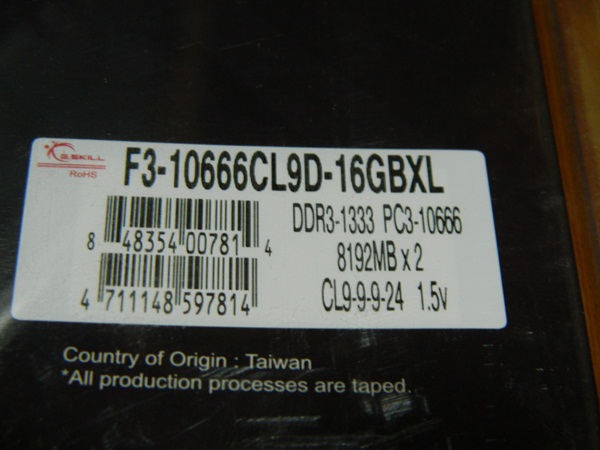 G.SKILL
RoHS
F3-10666CL9D-16GBXL
DDR3-1333 PC3-10666
8192MB x 2
CL9-9-9-24 1.5v
8 48354 00781 4
4 711148 597814
Country of Origin : Taiwan
*All production processes are taped.